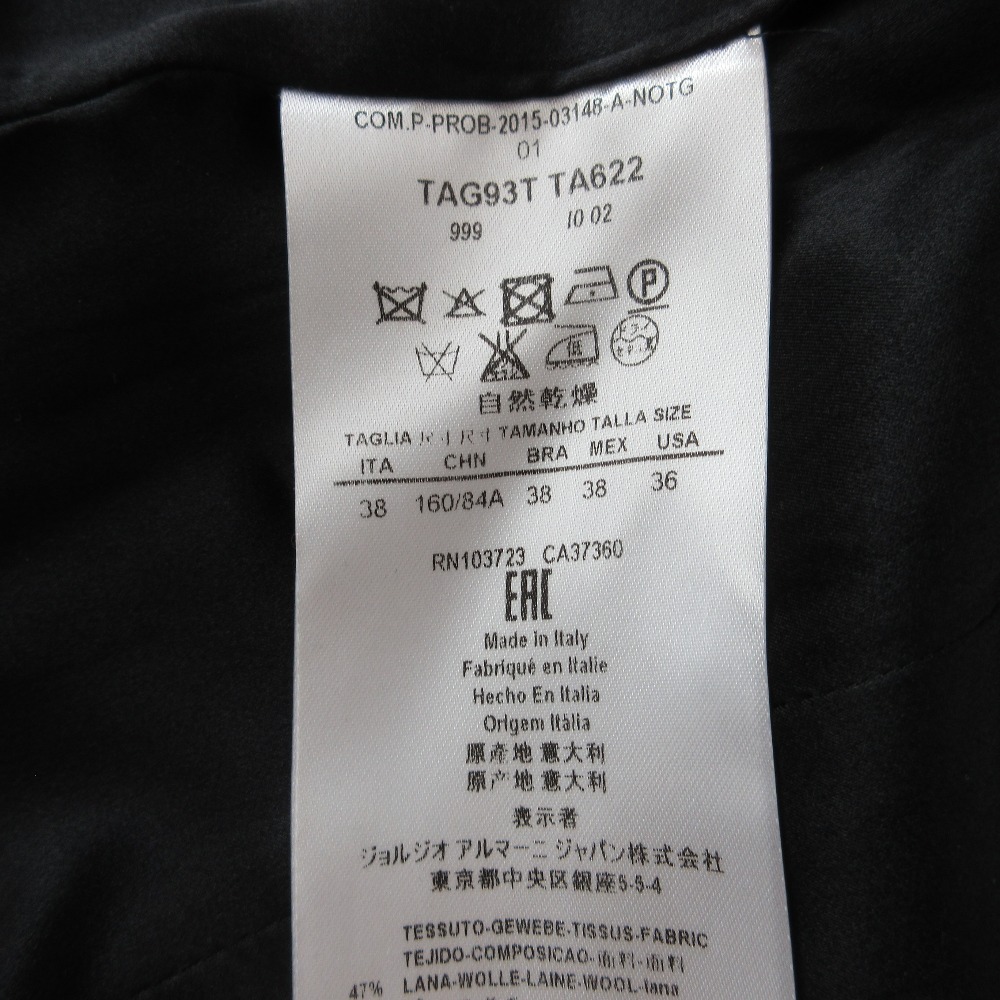 COM.P-PROB-2015-03148-A-NOTG
01
TAG93T TA622
999 10 02
P
低 ドライ
自然乾燥
TAGLIA 尺寸 尺寸 TAMANHO TALLA SIZE
ITA CHN BRA MEX USA
38 160/84A 38 38 36
RN103723 CA37360
EAC
Made in Italy
Fabriqué en Italie
Hecho En Italia
Origem Itàlia
原産地 意大利
原产地 意大利
表示者
ジョルジオ アルマーニ ジャパン株式会社
東京都中央区銀座5-5-4
TESSUTO-GEWEBE-TISSUS-FABRIC
TEJIDO-COMPOSICAO-面料-面料
47% LANA-WOLLE-LAINE-WOOL-lana